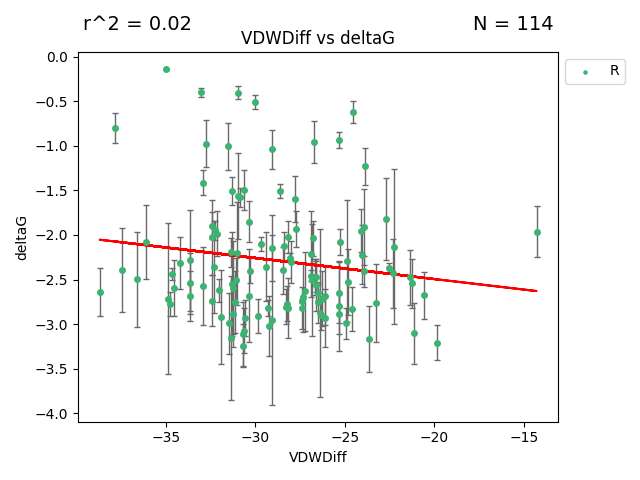 r^2 = 0.02
N = 114
VDWDiff vs deltaG
R
0.0
−0.5
−1.0
−1.5
−2.0
−2.5
−3.0
−3.5
−4.0
deltaG
−35
−30
−25
−20
−15
VDWDiff